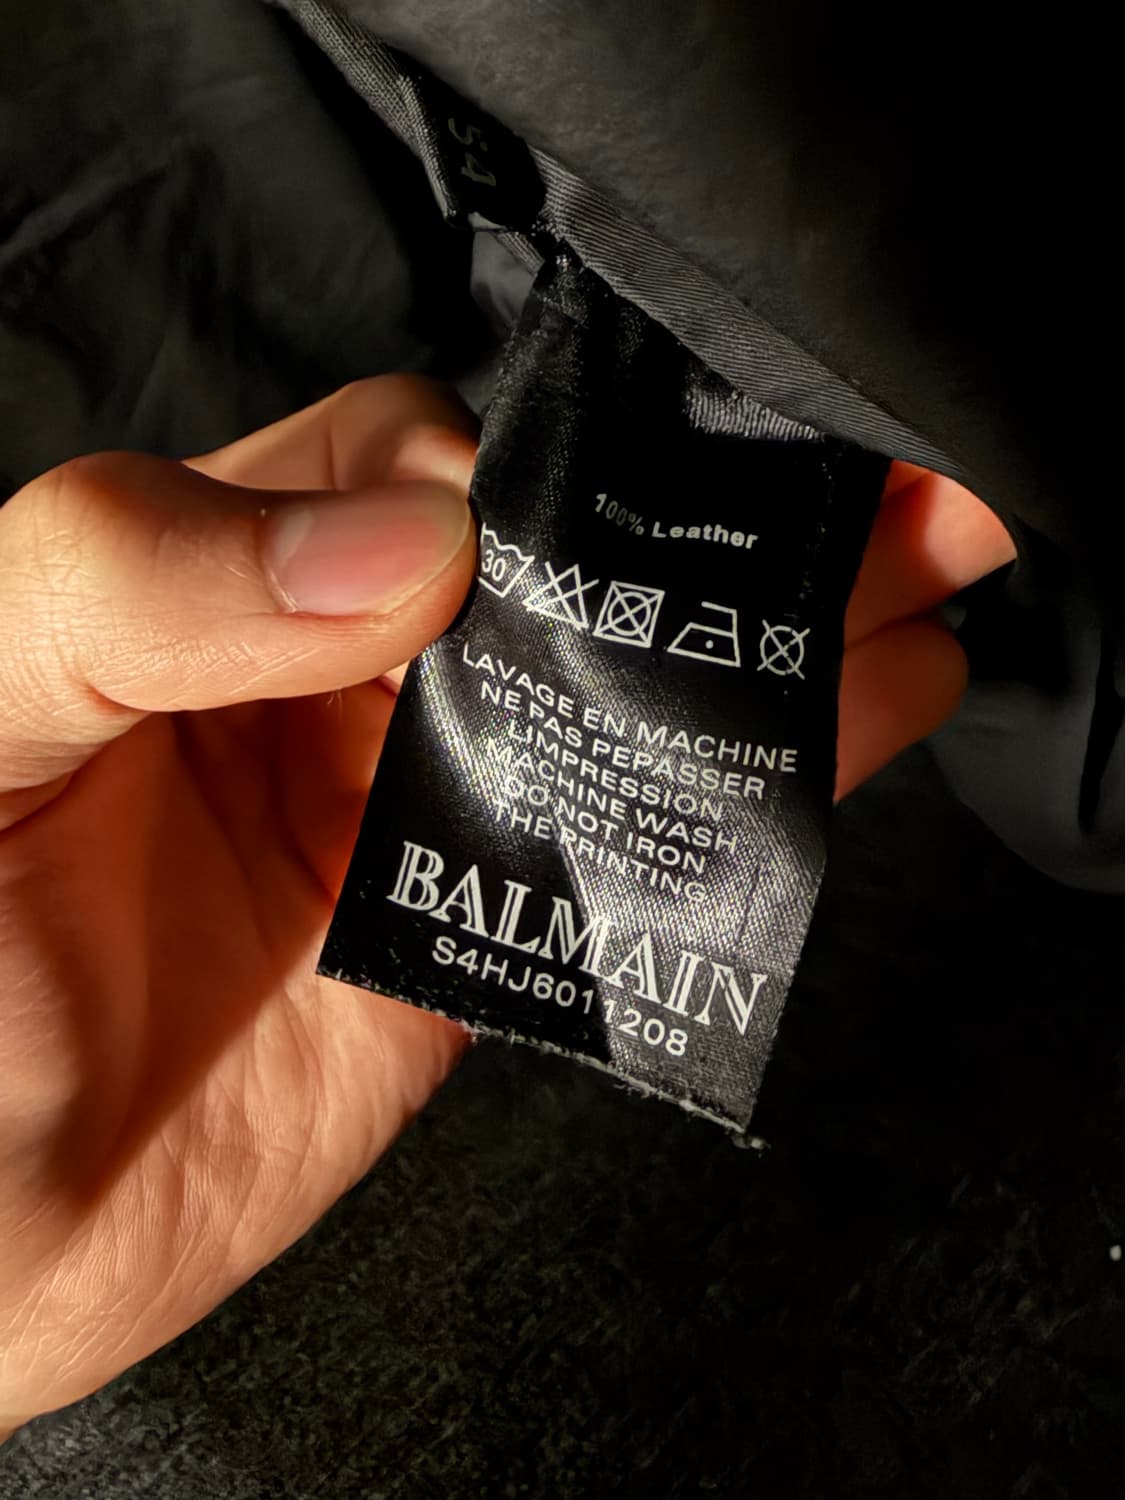 54
100% Leather
30
LAVAGE EN MACHINE
NE PAS PEPASSER
LIMPRESSION
MACHINE WASH
DO NOT IRON
THE PRINTING
BALMAIN
S4HJ6011208